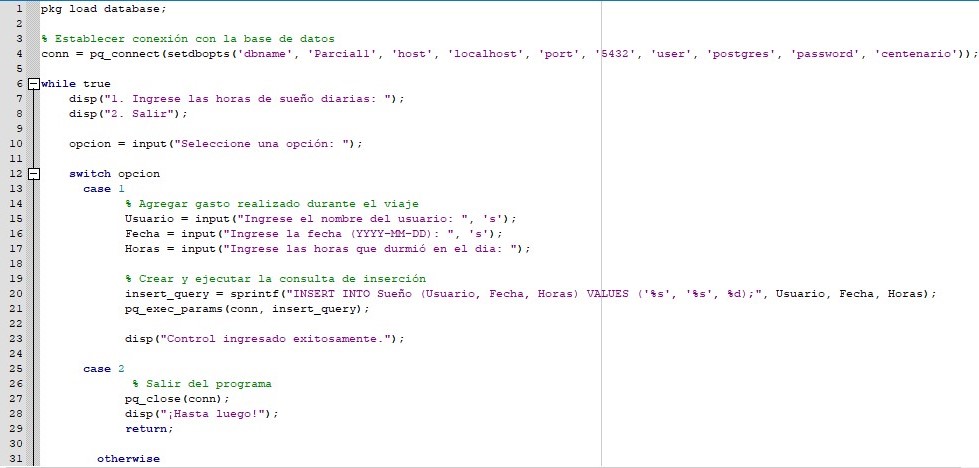 1 pkg load database;
2
3 % Establecer conexión con la base de datos
4 conn = pq_connect(setdbopts('dbname', 'Parcial1', 'host', 'localhost', 'port', '5432', 'user', 'postgres', 'password', 'centenario'));
5
6 while true
7 disp("1. Ingrese las horas de sueño diarias: ");
8 disp("2. Salir");
9
10 opcion = input("Seleccione una opción: ");
11
12 switch opcion
13 case 1
14 % Agregar gasto realizado durante el viaje
15 Usuario = input("Ingrese el nombre del usuario: ", 's');
16 Fecha = input("Ingrese la fecha (YYYY-MM-DD): ", 's');
17 Horas = input("Ingrese las horas que durmió en el dia: ");
18
19 % Crear y ejecutar la consulta de inserción
20 insert_query = sprintf("INSERT INTO Sueño (Usuario, Fecha, Horas) VALUES ('%s', '%s', %d);", Usuario, Fecha, Horas);
21 pq_exec_params(conn, insert_query);
22
23 disp("Control ingresado exitosamente.");
24
25 case 2
26 % Salir del programa
27 pq_close(conn);
28 disp("¡Hasta luego!");
29 return;
30
31 otherwise